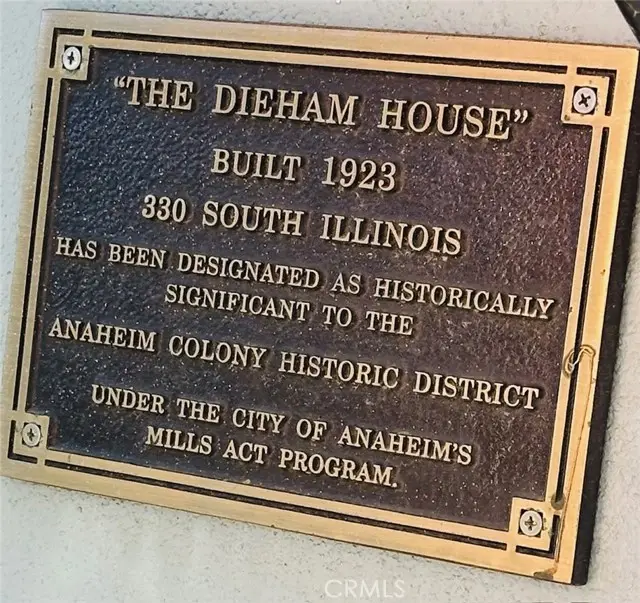 "THE DIEHAM HOUSE"
BUILT 1923
330 SOUTH ILLINOIS
HAS BEEN DESIGNATED AS HISTORICALLY
SIGNIFICANT TO THE
ANAHEIM COLONY HISTORIC DISTRICT
UNDER THE CITY OF ANAHEIM'S
MILLS ACT PROGRAM.
CRMLS